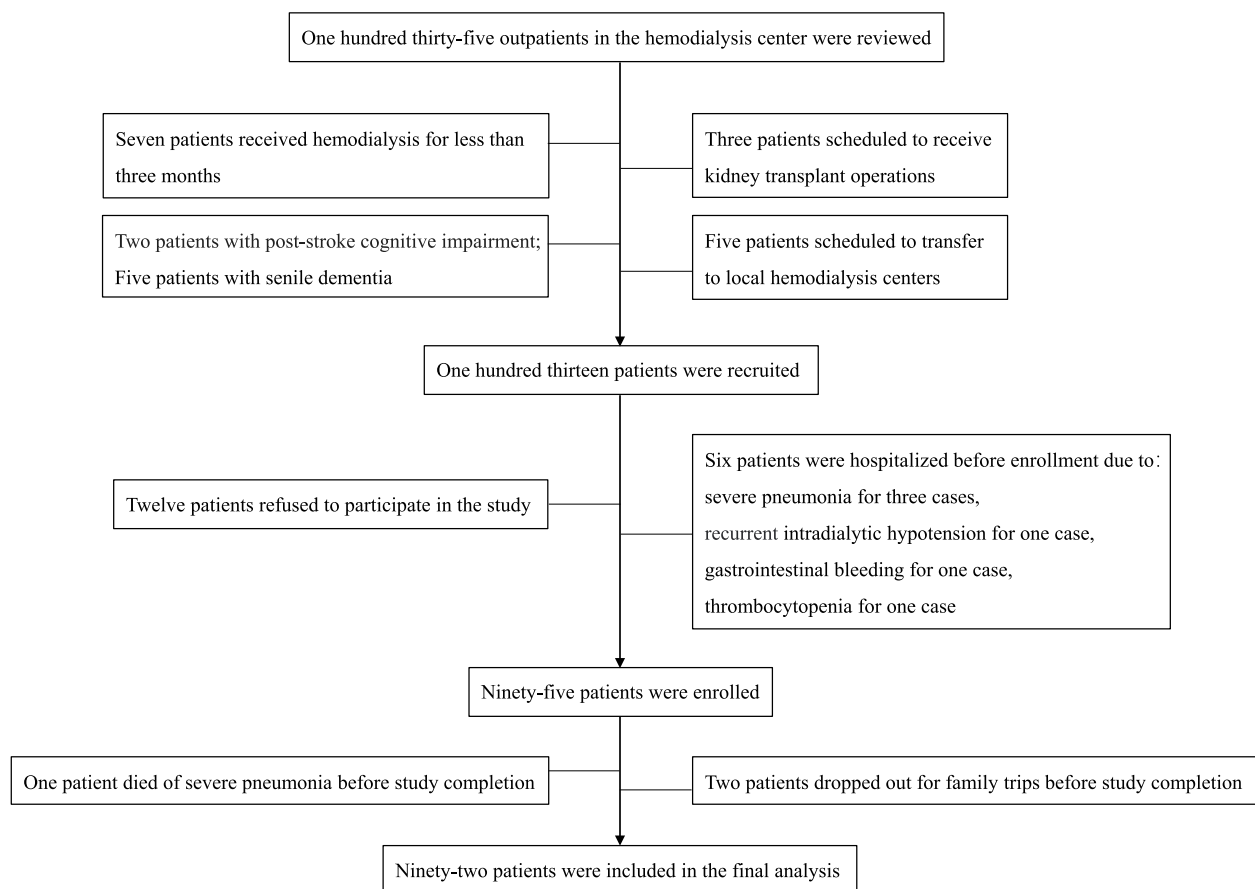 One hundred thirty-five outpatients in the hemodialysis center were reviewed
Seven patients received hemodialysis for less than
three months
Three patients scheduled to receive
kidney transplant operations
Two patients with post-stroke cognitive impairment;
Five patients with senile dementia
Five patients scheduled to transfer
to local hemodialysis centers
One hundred thirteen patients were recruited
Twelve patients refused to participate in the study
Six patients were hospitalized before enrollment due to:
severe pneumonia for three cases,
recurrent intradialytic hypotension for one case,
gastrointestinal bleeding for one case,
thrombocytopenia for one case
Ninety-five patients were enrolled
One patient died of severe pneumonia before study completion
Two patients dropped out for family trips before study completion
Ninety-two patients were included in the final analysis